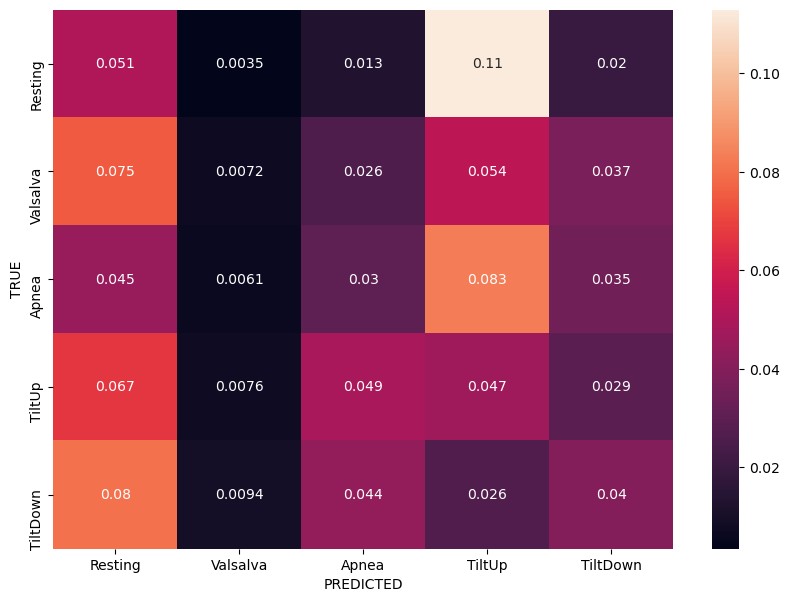 Resting 0.051 0.0035 0.013 0.11 0.02
Valsalva 0.075 0.0072 0.026 0.054 0.037
Apnea 0.045 0.0061 0.03 0.083 0.035
TiltUp 0.067 0.0076 0.049 0.047 0.029
TiltDown 0.08 0.0094 0.044 0.026 0.04
TRUE
Resting Valsalva Apnea TiltUp TiltDown
PREDICTED
0.10
0.08
0.06
0.04
0.02